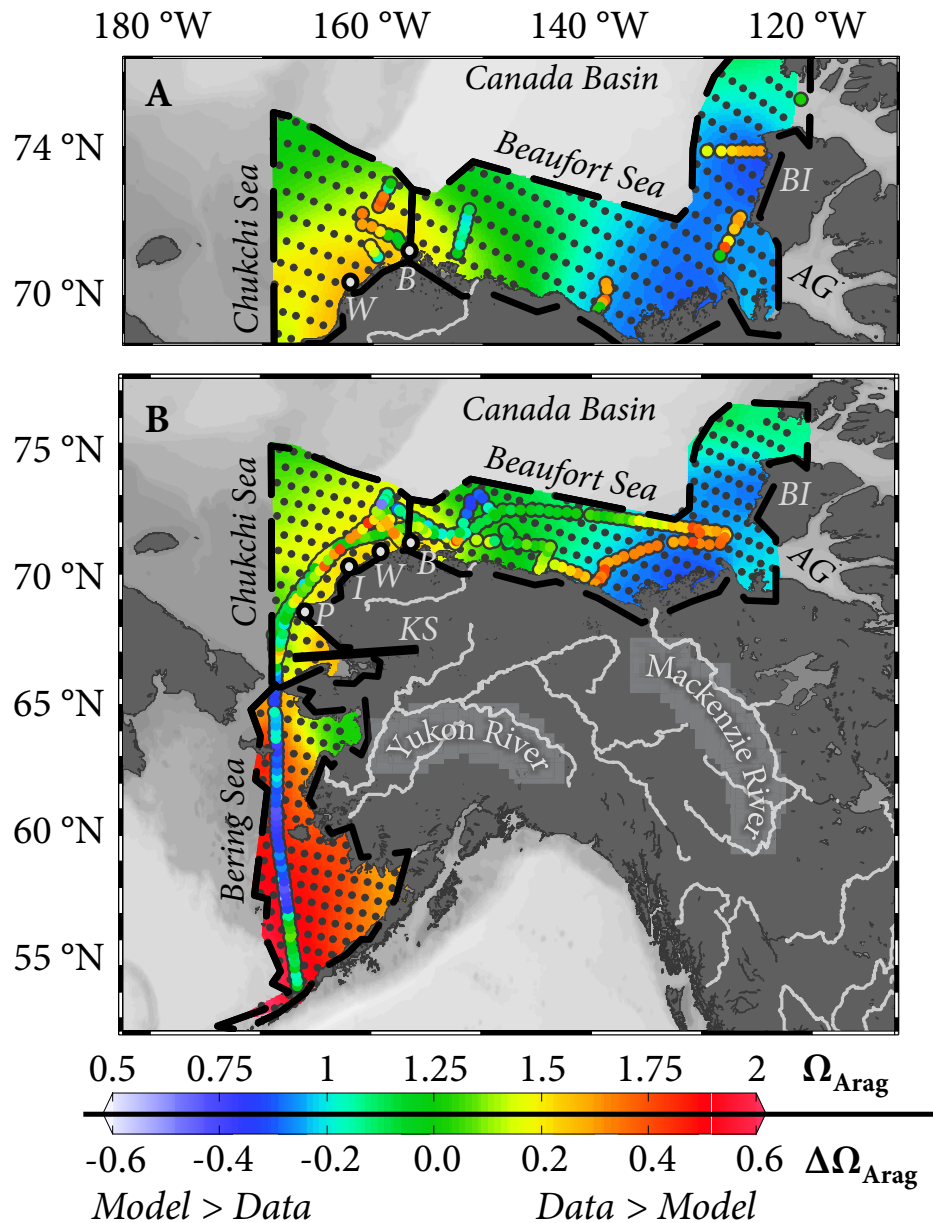 180 °W 160 °W 140 °W 120 °W
A
Canada Basin
74 °N
Beaufort Sea
BI
Chukchi Sea
70 °N
B
W
AG
B
Canada Basin
75 °N
Beaufort Sea
BI
Chukchi Sea
70 °N
B
W
I
AG
P
KS
65 °N
Mackenzie River
Yukon River
Bering Sea
60 °N
55 °N
0.5 0.75 1 1.25 1.5 1.75 2 ΩArag
-0.6 -0.4 -0.2 0.0 0.2 0.4 0.6 ΔΩArag
Model > Data Data > Model